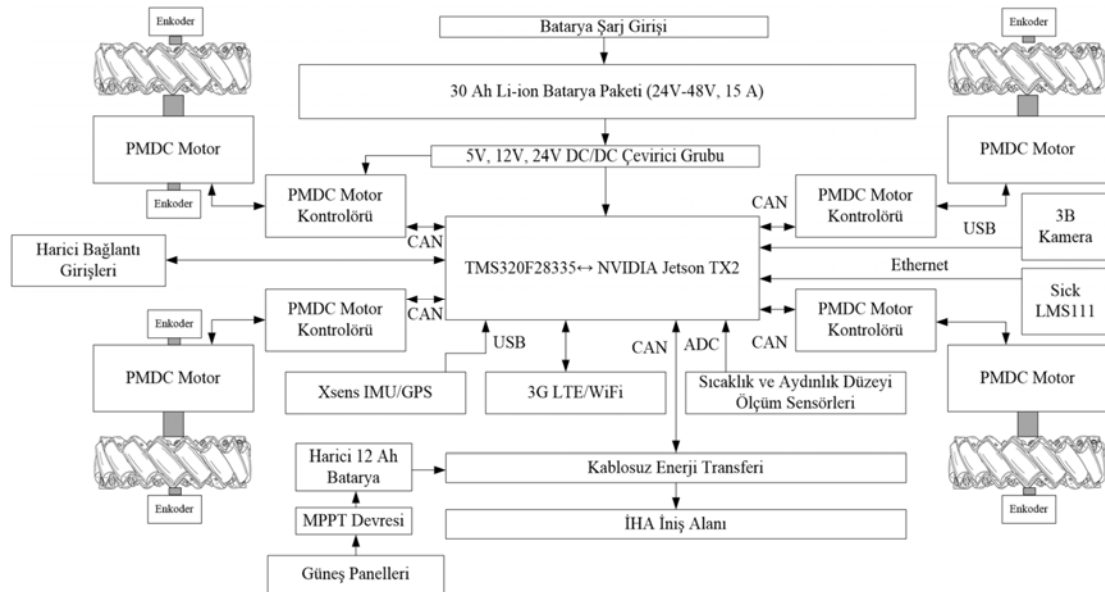 Enkoder
Enkoder
Batarya Şarj Girişi
30 Ah Li-ion Batarya Paketi (24V-48V, 15 A)
PMDC Motor
PMDC Motor
5V, 12V, 24V DC/DC Çevirici Grubu
Enkoder
PMDC Motor
Kontrolörü
CAN
CAN
PMDC Motor
Kontrolörü
USB
3B
Kamera
Harici Bağlantı
Girişleri
TMS320F28335↔ NVIDIA Jetson TX2
Ethernet
Sick
LMS111
PMDC Motor
Kontrolörü
CAN
CAN
PMDC Motor
Kontrolörü
Enkoder
USB
CAN
ADC
PMDC Motor
PMDC Motor
Xsens IMU/GPS
3G LTE/WiFi
Sıcaklık ve Aydınlık Düzeyi
Ölçüm Sensörleri
Harici 12 Ah
Batarya
Kablosuz Enerji Transferi
Enkoder
Enkoder
MPPT Devresi
İHA İniş Alanı
Güneş Panelleri